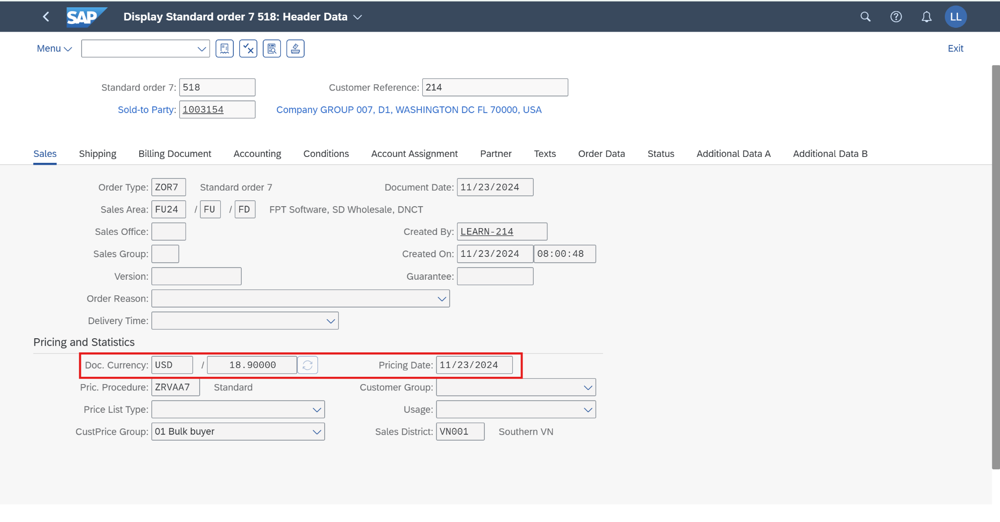 SAP Display Standard order 7 518: Header Data LL
Menu Exit
Standard order 7: 518 Customer Reference: 214
Sold-to Party: 1003154 Company GROUP 007, D1, WASHINGTON DC FL 70000, USA
Sales Shipping Billing Document Accounting Conditions Account Assignment Partner Texts Order Data Status Additional Data A Additional Data B
Order Type: ZOR7 Standard order 7 Document Date: 11/23/2024
Sales Area: FU24 / FU / FD FPT Software, SD Wholesale, DNCT
Sales Office: Created By: LEARN-214
Sales Group: Created On: 11/23/2024 08:00:48
Version: Guarantee:
Order Reason:
Delivery Time:
Pricing and Statistics
Doc. Currency: USD / 18.90000 Pricing Date: 11/23/2024
Pric. Procedure: ZRVAA7 Standard Customer Group:
Price List Type: Usage:
CustPrice Group: 01 Bulk buyer Sales District: VN001 Southern VN